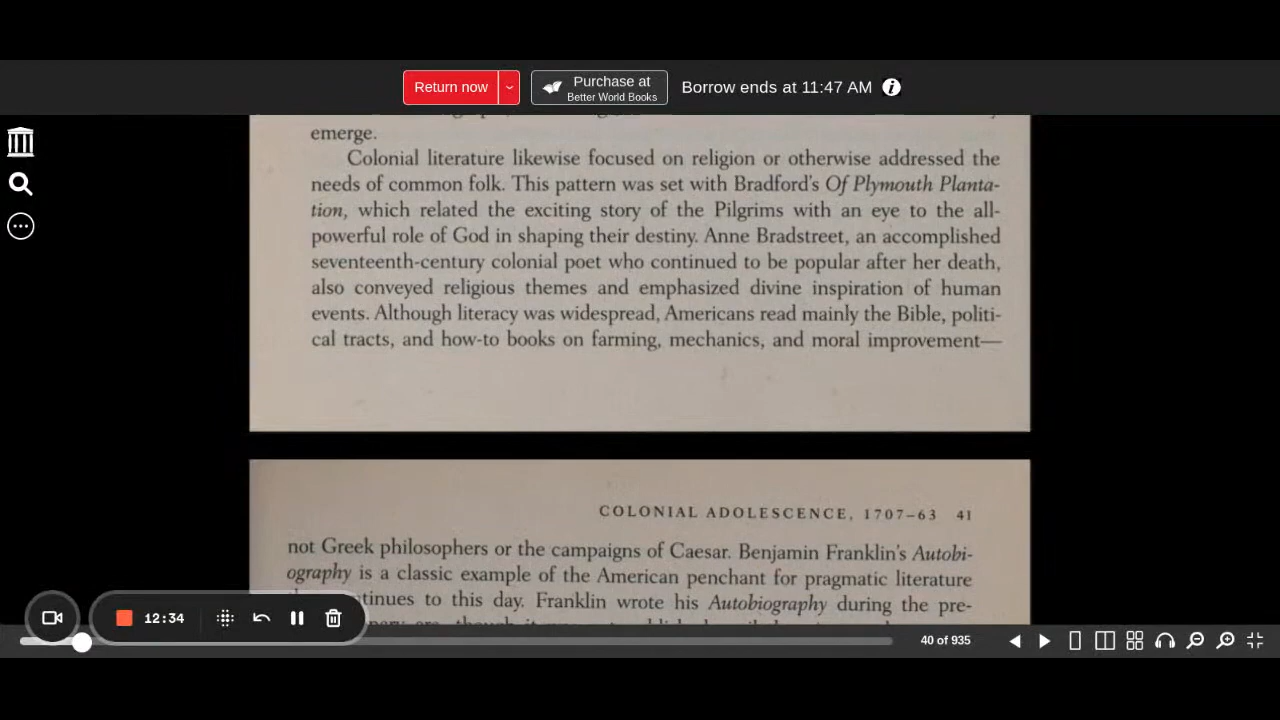 Return now
Purchase at
Better World Books
Borrow ends at 11:47 AM
emerge.
Colonial literature likewise focused on religion or otherwise addressed the
needs of common folk. This pattern was set with Bradford's Of Plymouth Planta-
tion, which related the exciting story of the Pilgrims with an eye to the all-
powerful role of God in shaping their destiny. Anne Bradstreet, an accomplished
seventeenth-century colonial poet who continued to be popular after her death,
also conveyed religious themes and emphasized divine inspiration of human
events. Although literacy was widespread, Americans read mainly the Bible, politi-
cal tracts, and how-to books on farming, mechanics, and moral improvement—
COLONIAL ADOLESCENCE, 1707–63 41
not Greek philosophers or the campaigns of Caesar. Benjamin Franklin's Autobi-
ography is a classic example of the American penchant for pragmatic literature
continues to this day. Franklin wrote his Autobiography during the pre-
12:34
40 of 935